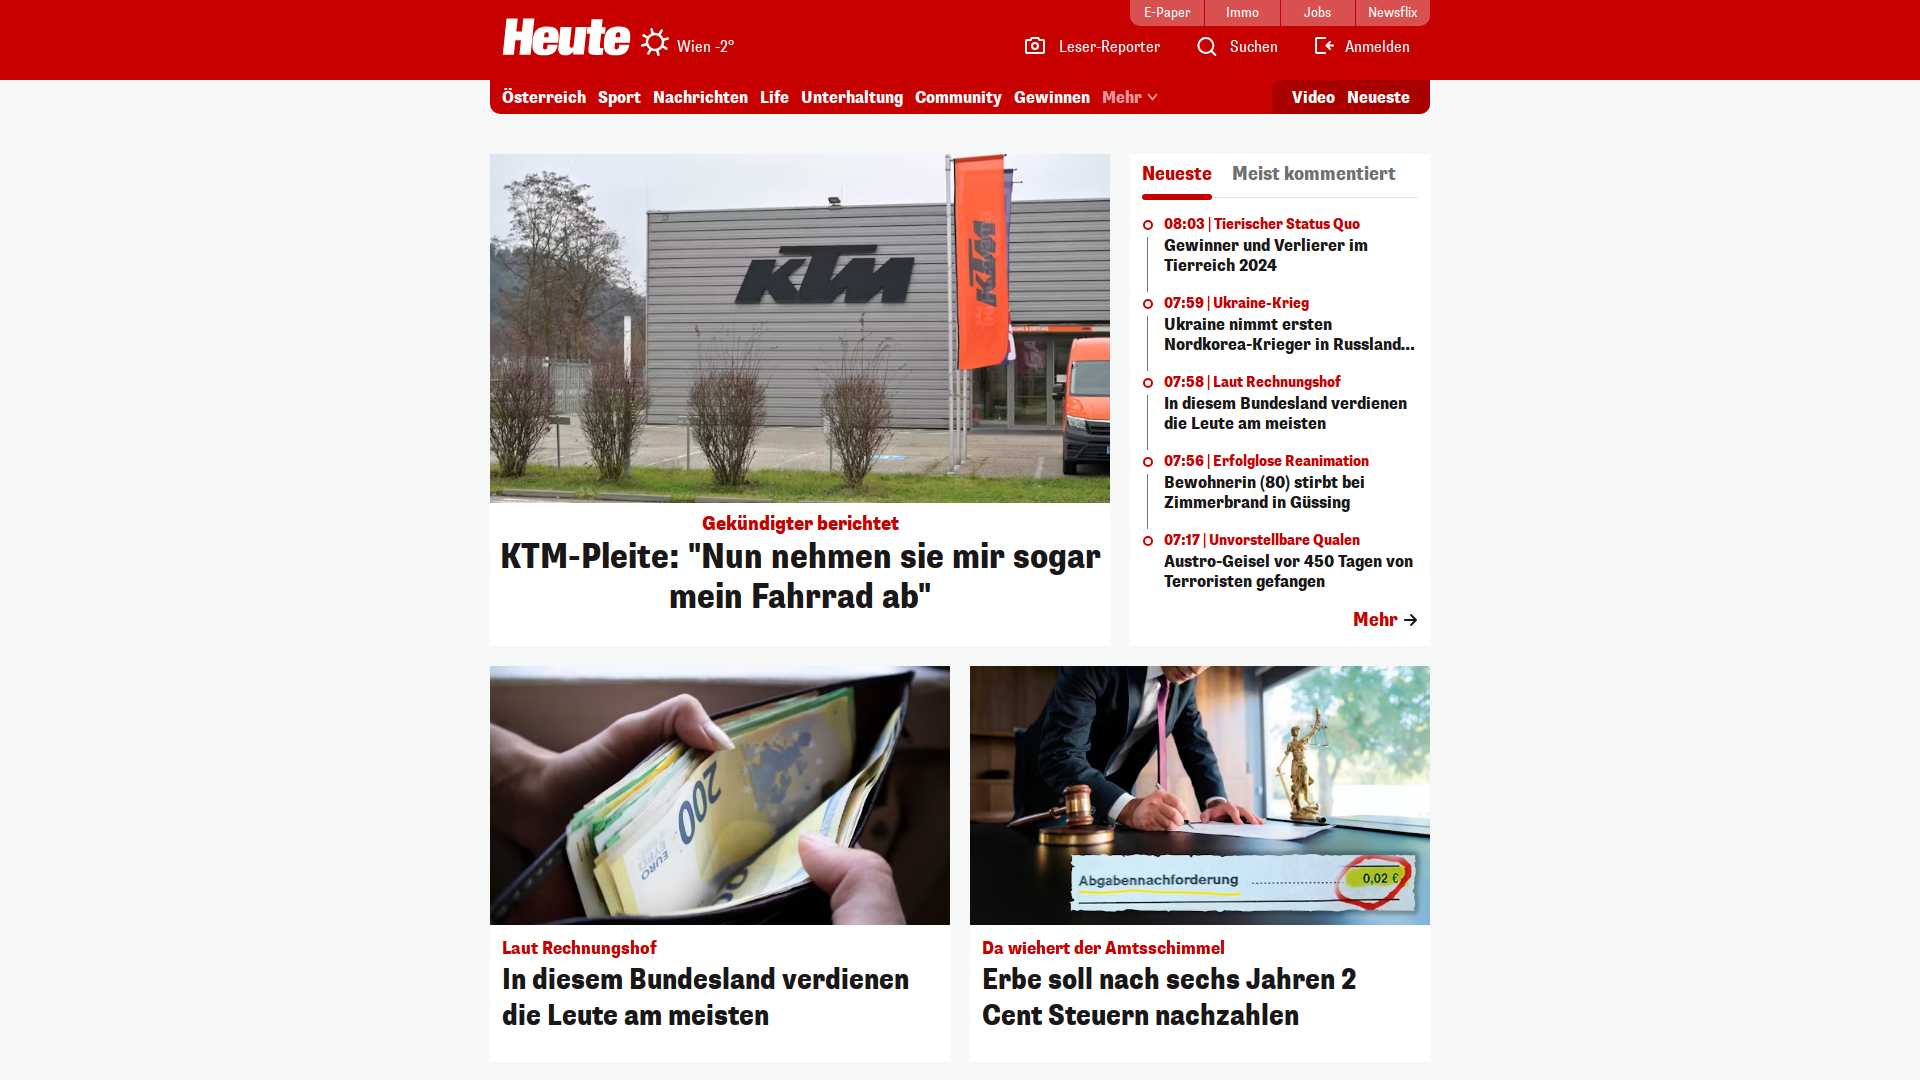 E-Paper Immo Jobs Newsflix
Heute Wien -2° Leser-Reporter Suchen Anmelden
Österreich Sport Nachrichten Life Unterhaltung Community Gewinnen Mehr Video Neueste
KTM
KTM
Gekündigter berichtet
KTM-Pleite: "Nun nehmen sie mir sogar
mein Fahrrad ab"
Neueste Meist kommentiert
08:03 | Tierischer Status Quo
Gewinner und Verlierer im
Tierreich 2024
07:59 | Ukraine-Krieg
Ukraine nimmt ersten
Nordkorea-Krieger in Russland...
07:58 | Laut Rechnungshof
In diesem Bundesland verdienen
die Leute am meisten
07:56 | Erfolglose Reanimation
Bewohnerin (80) stirbt bei
Zimmerbrand in Güssing
07:17 | Unvorstellbare Qualen
Austro-Geisel vor 450 Tagen von
Terroristen gefangen
Mehr
200
EURO
Laut Rechnungshof
In diesem Bundesland verdienen
die Leute am meisten
Abgabennachforderung 0,02 €
Da wiehert der Amtsschimmel
Erbe soll nach sechs Jahren 2
Cent Steuern nachzahlen